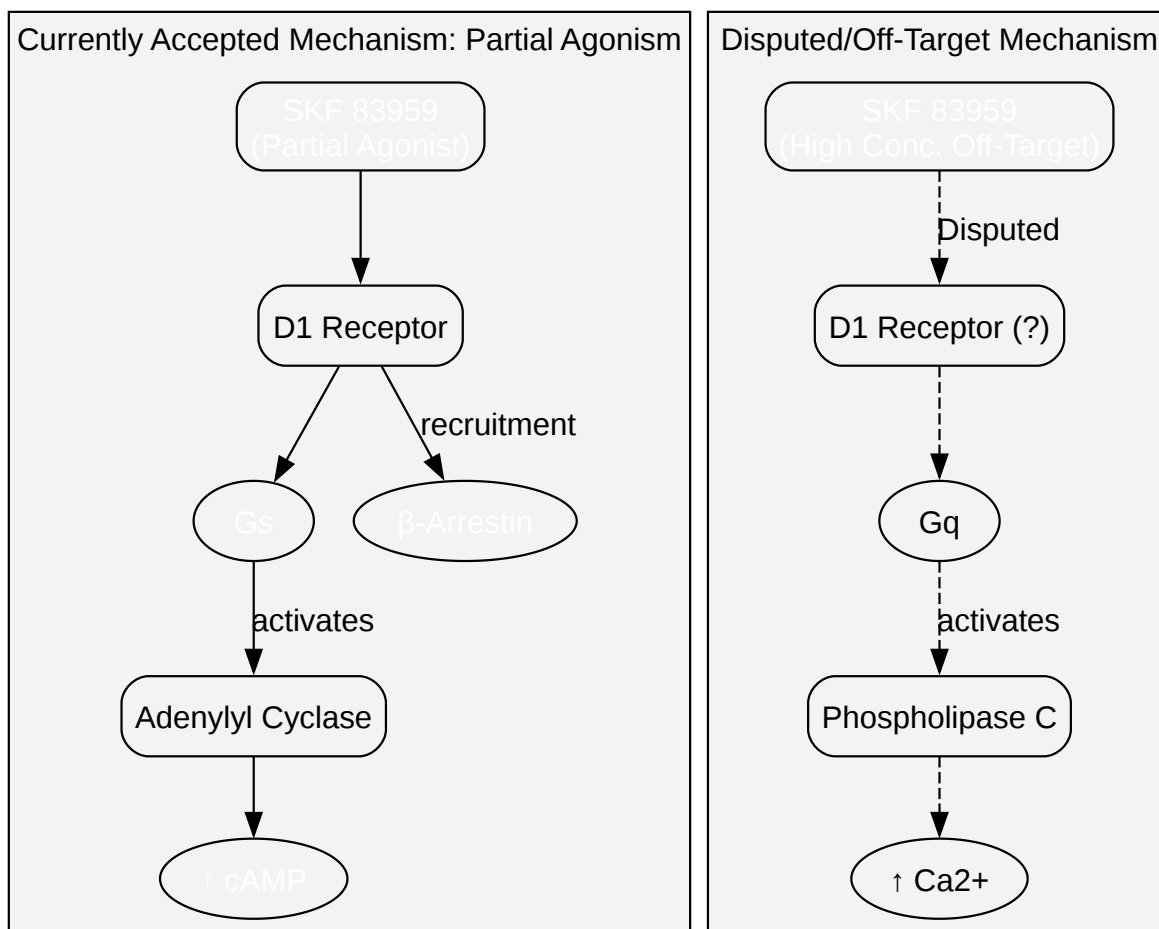 Currently Accepted Mechanism: Partial Agonism
SKF 83959
(Partial Agonist)
D1 Receptor
recruitment
Gs
β-Arrestin
activates
Adenylyl Cyclase
↑ cAMP
Disputed/Off-Target Mechanism
SKF 83959
(High Conc. Off-Target)
Disputed
D1 Receptor (?)
Gq
activates
Phospholipase C
↑ Ca2+